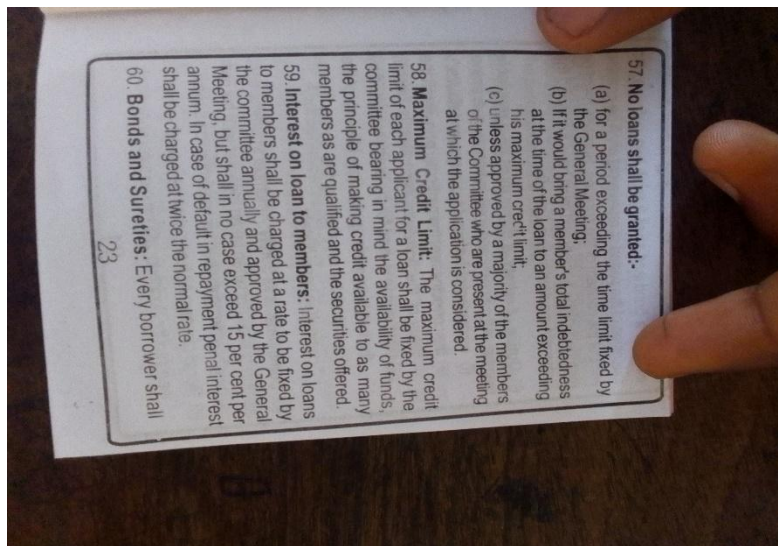 57. No loans shall be granted:-
(a) for a period exceeding the time limit fixed by
the General Meeting;
(b) If it would bring a member's total indebtedness
at the time of the loan to an amount exceeding
his maximum credit limit;
(c) unless approved by a majority of the members
of the Committee who are present at the meeting
at which the application is considered.
58. Maximum Credit Limit: The maximum credit
limit of each applicant for a loan shall be fixed by the
committee bearing in mind the availability of funds,
the principle of making credit available to as many
members as are qualified and the securities offered.
59. Interest on loan to members: Interest on loans
to members shall be charged at a rate to be fixed by
the committee annually and approved by the General
Meeting, but shall in no case exceed 15 per cent per
annum. In case of default in repayment penal interest
shall be charged at twice the normal rate.
60. Bonds and Sureties: Every borrower shall
23